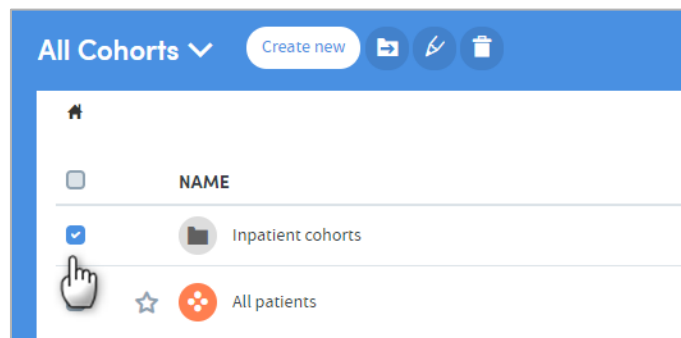 All Cohorts
Create new
NAME
Inpatient cohorts
All patients